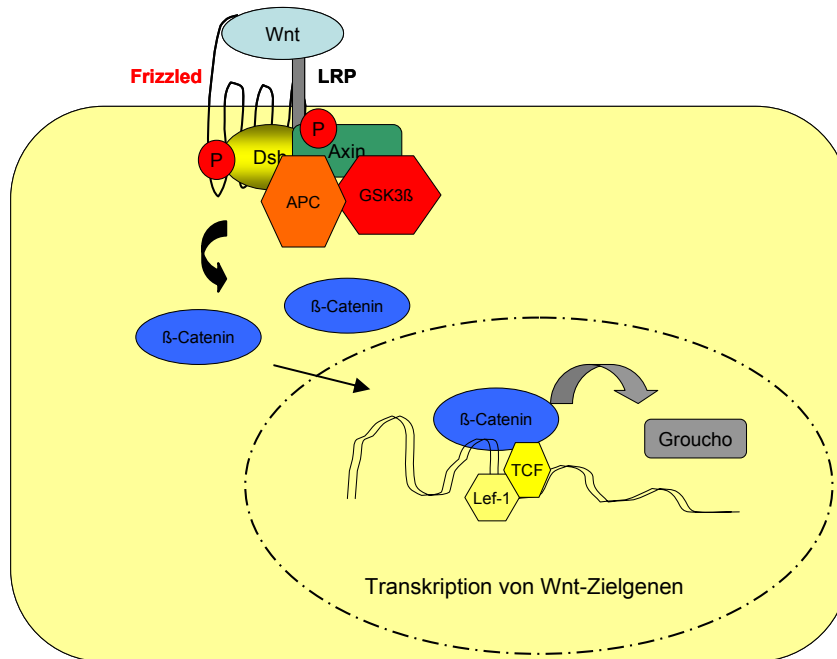 Wnt
Frizzled
LRP
P
Axin
P
Dsh
APC
GSK3ß
ß-Catenin
ß-Catenin
ß-Catenin
Groucho
TCF
Lef-1
Transkription von Wnt-Zielgenen